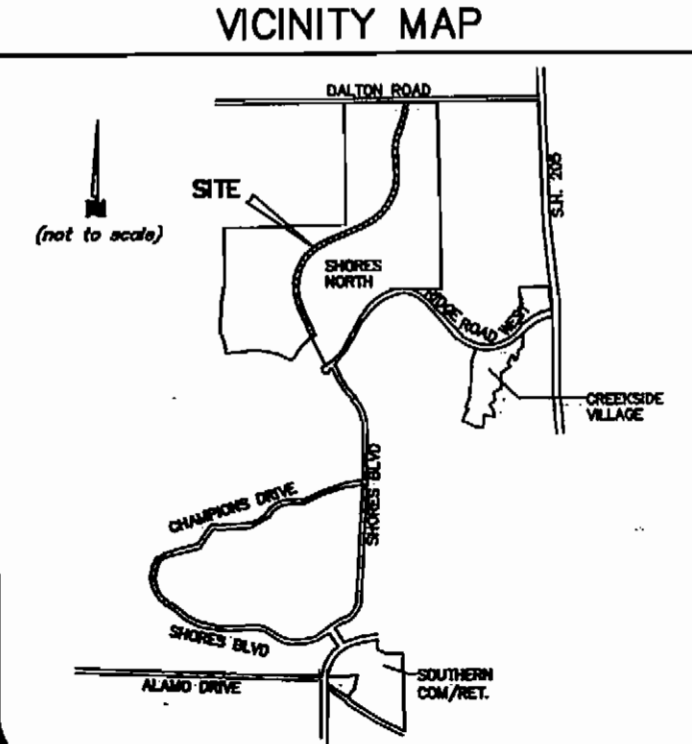 VICINITY MAP
DALTON ROAD
S.H. 205
SITE
(not to scale)
SHORES
NORTH
RIDGE ROAD WEST
CREEKSIDE
VILLAGE
SHORES BLVD
CHAMPIONS DRIVE
SHORES BLVD
ALAMO DRIVE
SOUTHERN
COM/RET.